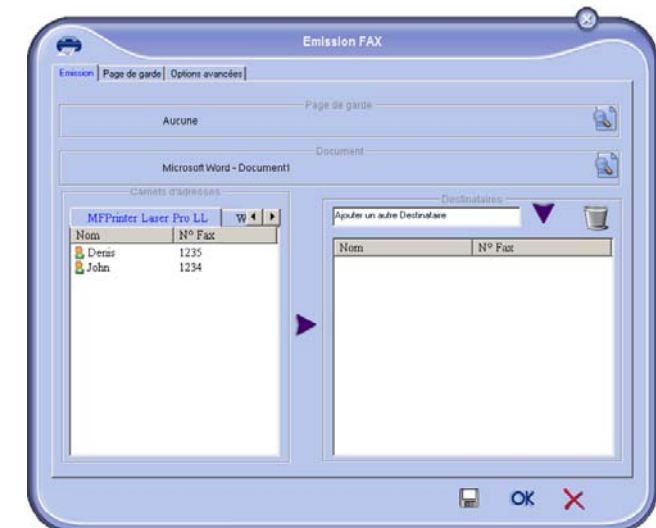 Emission FAX
Emission Page de garde Options avancées
Page de garde
Aucune
Document
Microsoft Word - Document1
Carnets d'adresses
MFPrinter Laser Pro LL W
Nom N° Fax
Denis 1235
John 1234
Destinataires
Ajouter un autre Destinataire
Nom N° Fax
OK